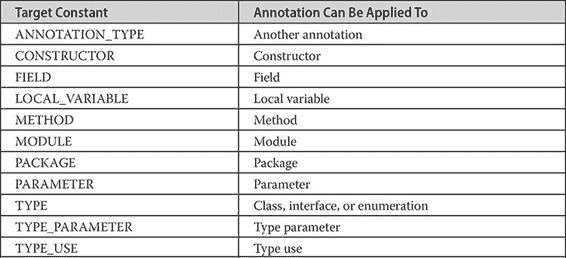 Target Constant Annotation Can Be Applied To
ANNOTATION_TYPE Another annotation
CONSTRUCTOR Constructor
FIELD Field
LOCAL_VARIABLE Local variable
METHOD Method
MODULE Module
PACKAGE Package
PARAMETER Parameter
TYPE Class, interface, or enumeration
TYPE_PARAMETER Type parameter
TYPE_USE Type use